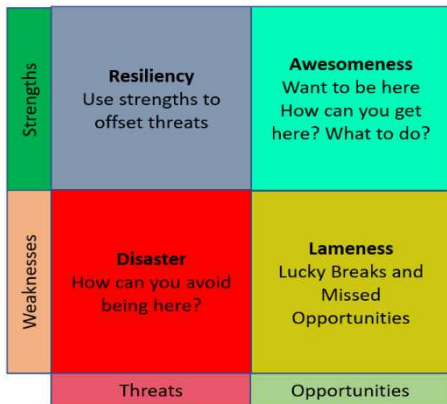 Strengths
Resiliency
Use strengths to
offset threats
Awesomeness
Want to be here
How can you get
here? What to do?
Weaknesses
Disaster
How can you avoid
being here?
Lameness
Lucky Breaks and
Missed
Opportunities
Threats
Opportunities